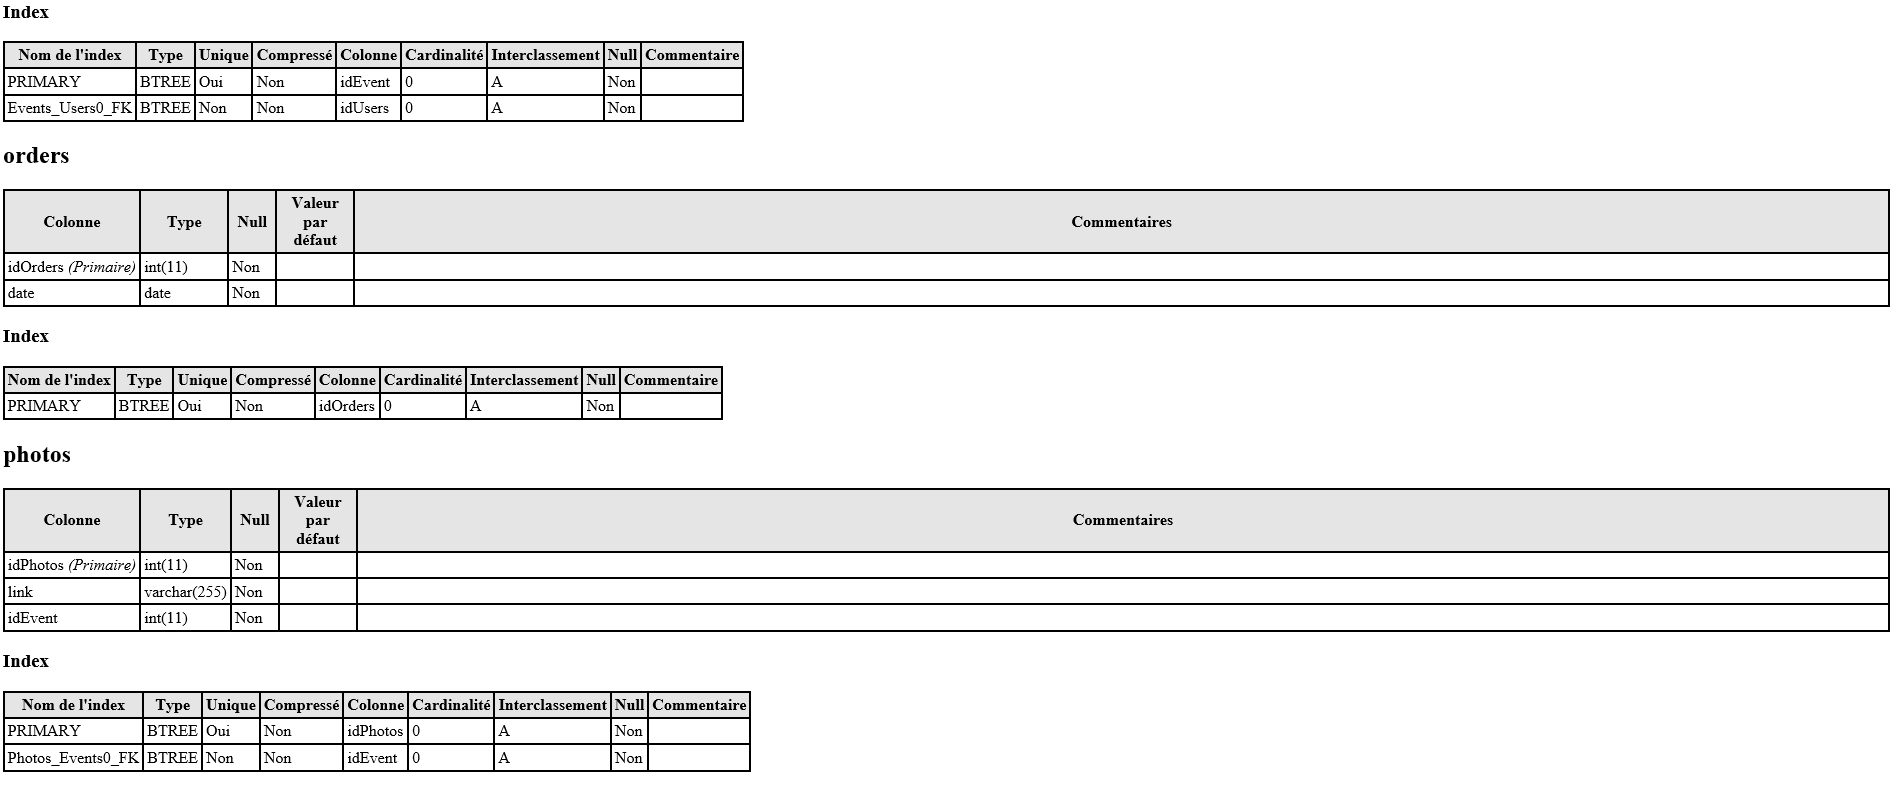 Index
Nom de l'index Type Unique Compressé Colonne Cardinalité Interclassement Null Commentaire
PRIMARY BTREE Oui Non idEvent 0 A Non
Events_Users0_FK BTREE Non Non idUsers 0 A Non
orders
Colonne Type Null Valeur par défaut Commentaires
idOrders (Primaire) int(11) Non
date date Non
Index
Nom de l'index Type Unique Compressé Colonne Cardinalité Interclassement Null Commentaire
PRIMARY BTREE Oui Non idOrders 0 A Non
photos
Colonne Type Null Valeur par défaut Commentaires
idPhotos (Primaire) int(11) Non
link varchar(255) Non
idEvent int(11) Non
Index
Nom de l'index Type Unique Compressé Colonne Cardinalité Interclassement Null Commentaire
PRIMARY BTREE Oui Non idPhotos 0 A Non
Photos_Events0_FK BTREE Non Non idEvent 0 A Non